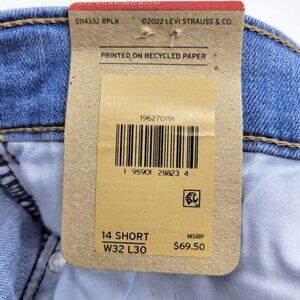 S114332 RPLK ©2022 LEVI STRAUSS & CO.
PRINTED ON RECYCLED PAPER
196270191
1 95901 28823 4
14 SHORT MSRP
W32 L30 $69.50